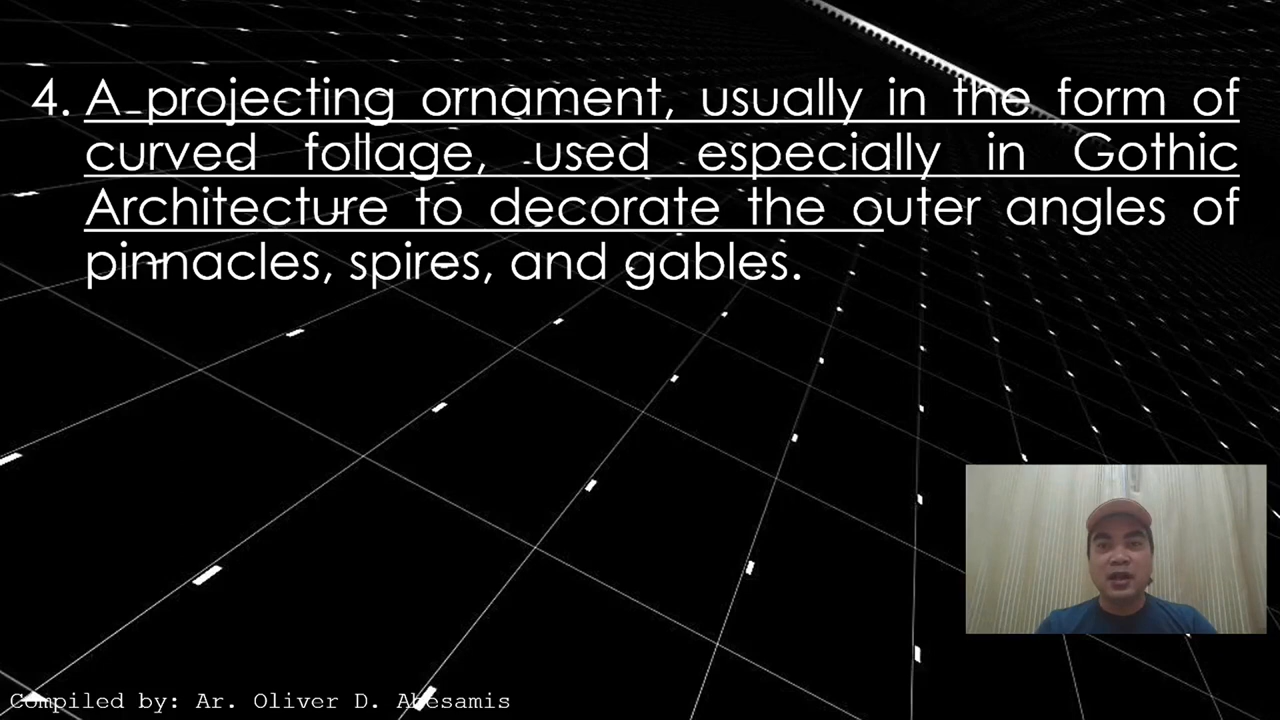 4. A projecting ornament, usually in the form of
curved follage, used especially in Gothic
Architecture to decorate the outer angles of
pinnacles, spires, and gables.
Compiled by: Ar. Oliver D. Abesamis